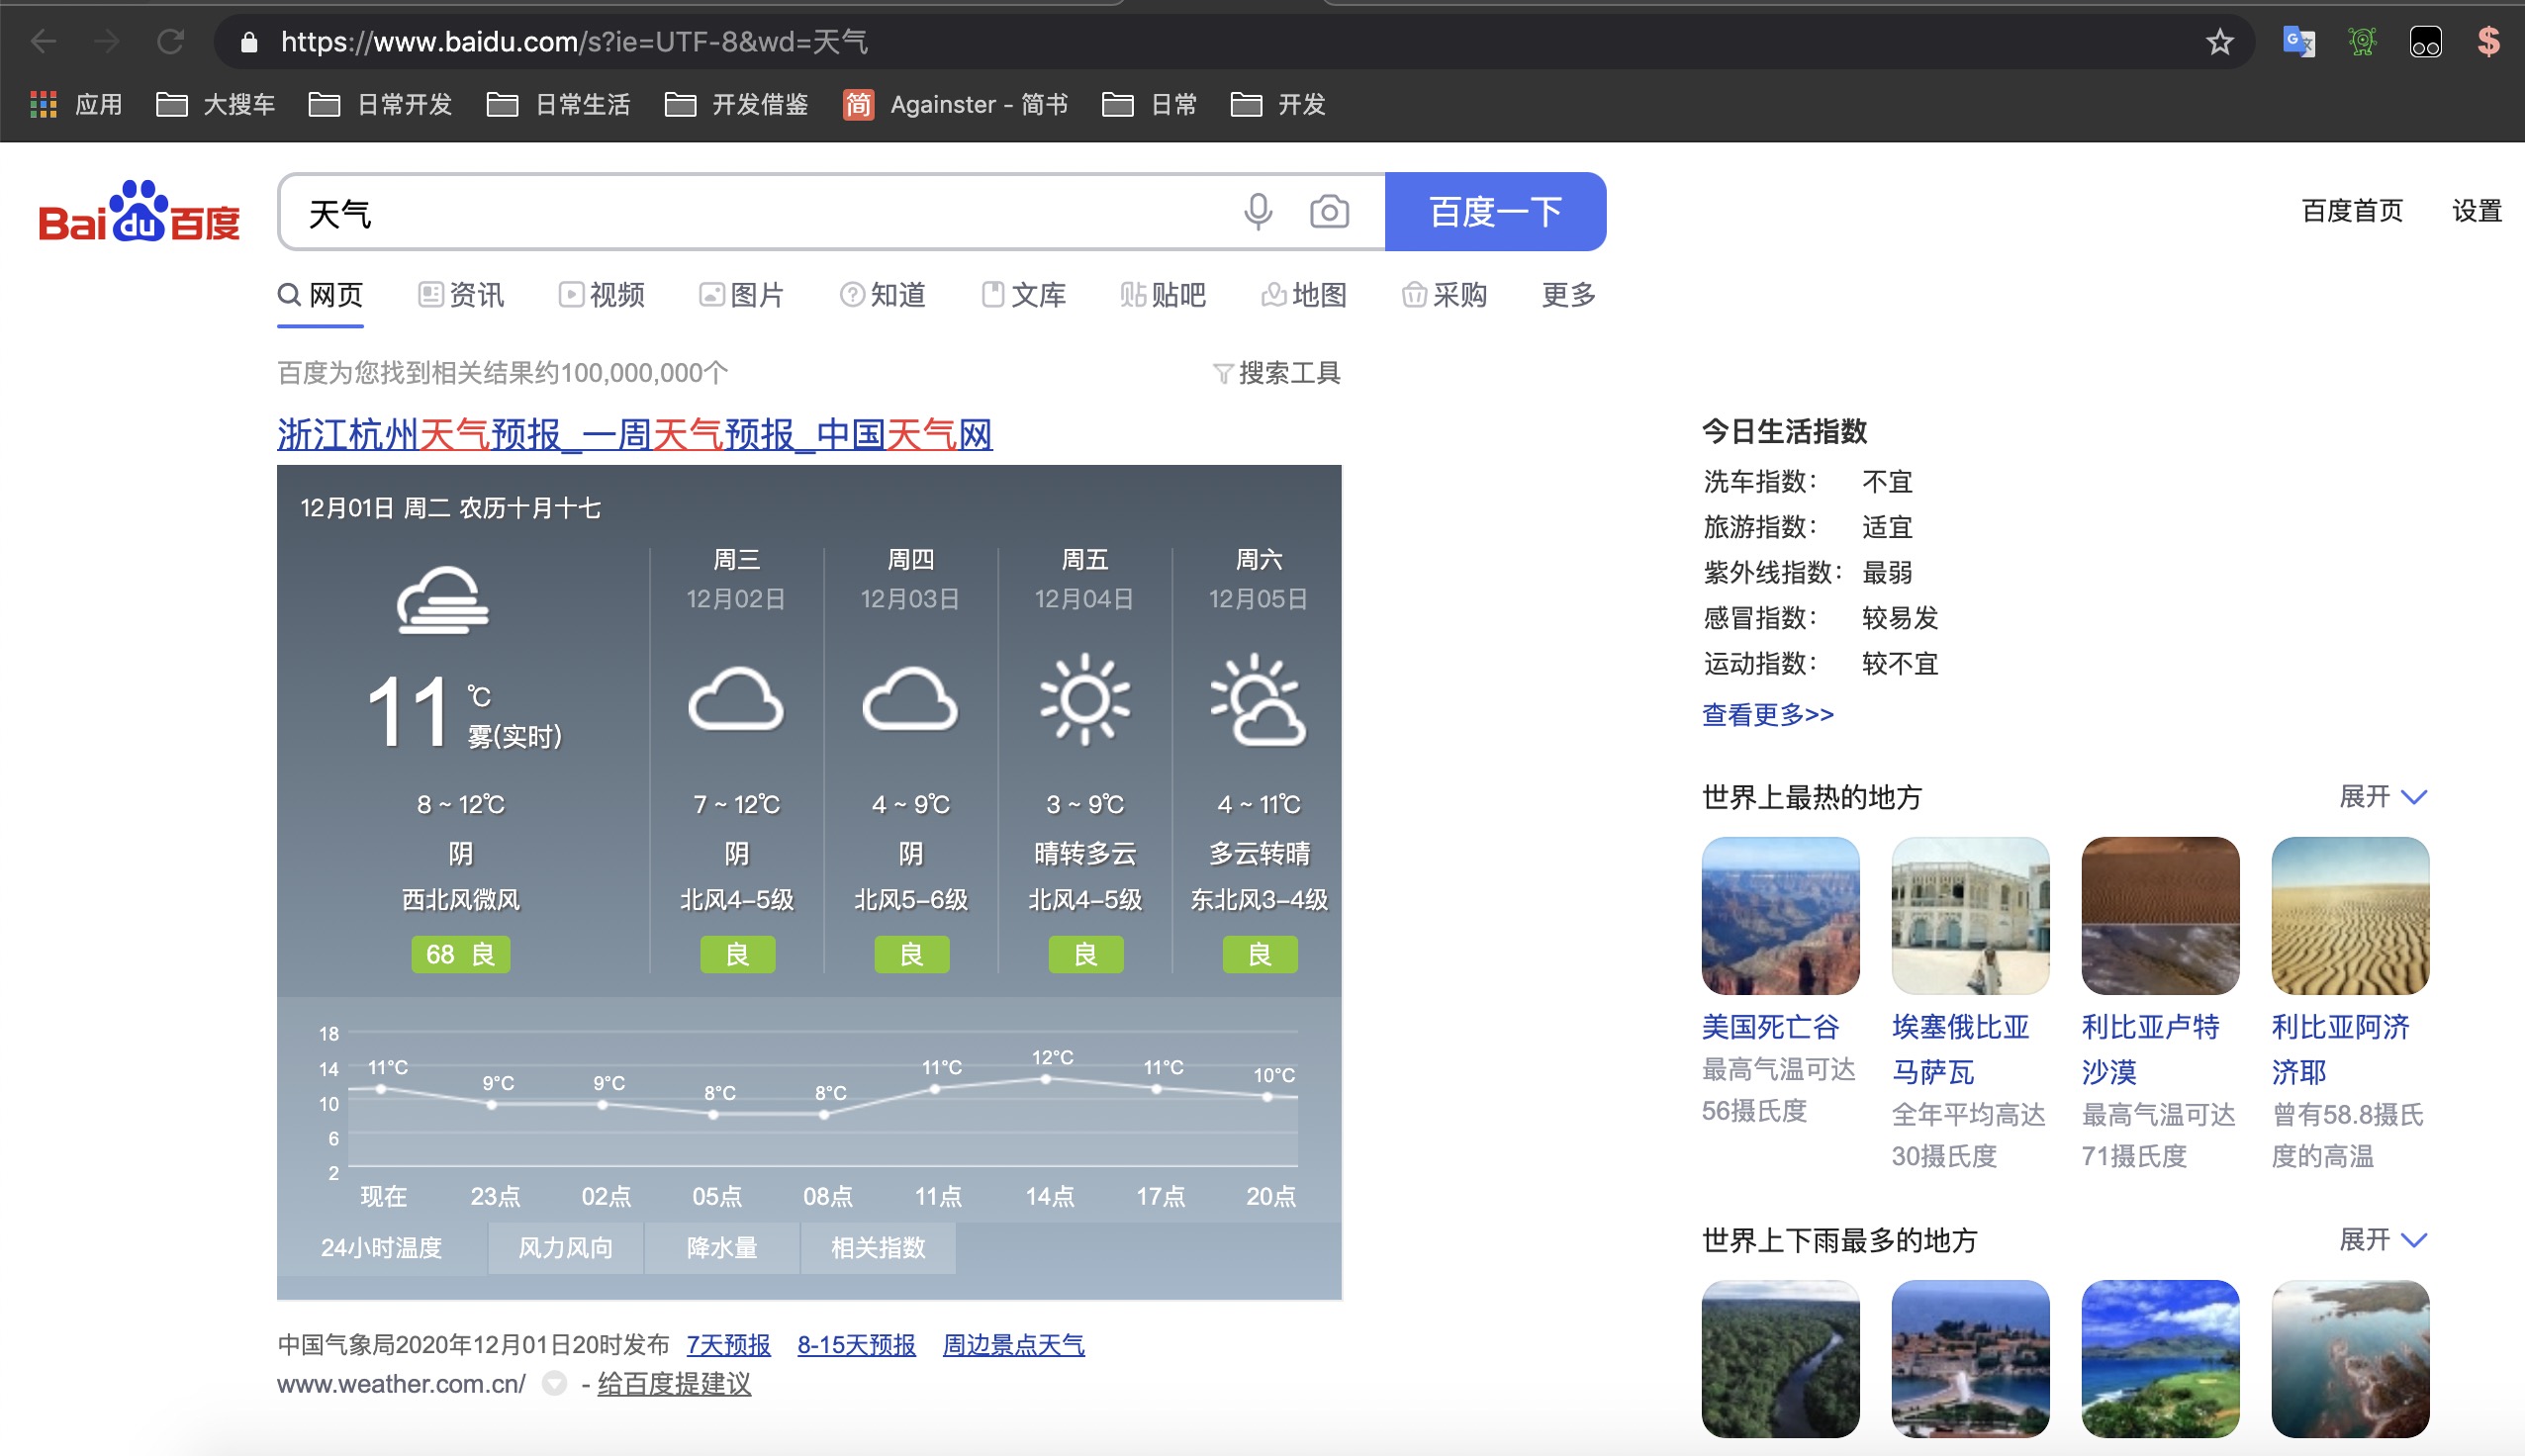 https://www.baidu.com/s?ie=UTF-8&wd=天气
应用 大搜车 日常开发 日常生活 开发借鉴 简 Againster - 简书 日常 开发
Bai du 百度 天气 百度一下 百度首页 设置
网页 资讯 视频 图片 知道 文库 贴贴吧 地图 采购 更多
百度为您找到相关结果约100,000,000个 搜索工具
浙江杭州天气预报_一周天气预报_中国天气网
12月01日 周二 农历十月十七
周三 周四 周五 周六
12月02日 12月03日 12月04日 12月05日
11 ℃
雾(实时)
8 ~ 12℃ 7 ~ 12℃ 4 ~ 9℃ 3 ~ 9℃ 4 ~ 11℃
阴 阴 阴 晴转多云 多云转晴
西北风微风 北风4-5级 北风5-6级 北风4-5级 东北风3-4级
68 良 良 良 良 良
18
14
10
6
2
11°C 9°C 9°C 8°C 8°C 11°C 12°C 11°C 10°C
现在 23点 02点 05点 08点 11点 14点 17点 20点
24小时温度 风力风向 降水量 相关指数
中国气象局2020年12月01日20时发布 7天预报 8-15天预报 周边景点天气
www.weather.com.cn/ - 给百度提建议
今日生活指数
洗车指数： 不宜
旅游指数： 适宜
紫外线指数： 最弱
感冒指数： 较易发
运动指数： 较不宜
查看更多>>
世界上最热的地方 展开
美国死亡谷
最高气温可达
56摄氏度
埃塞俄比亚
马萨瓦
全年平均高达
30摄氏度
利比亚卢特
沙漠
最高气温可达
71摄氏度
利比亚阿济
济耶
曾有58.8摄氏
度的高温
世界上下雨最多的地方 展开